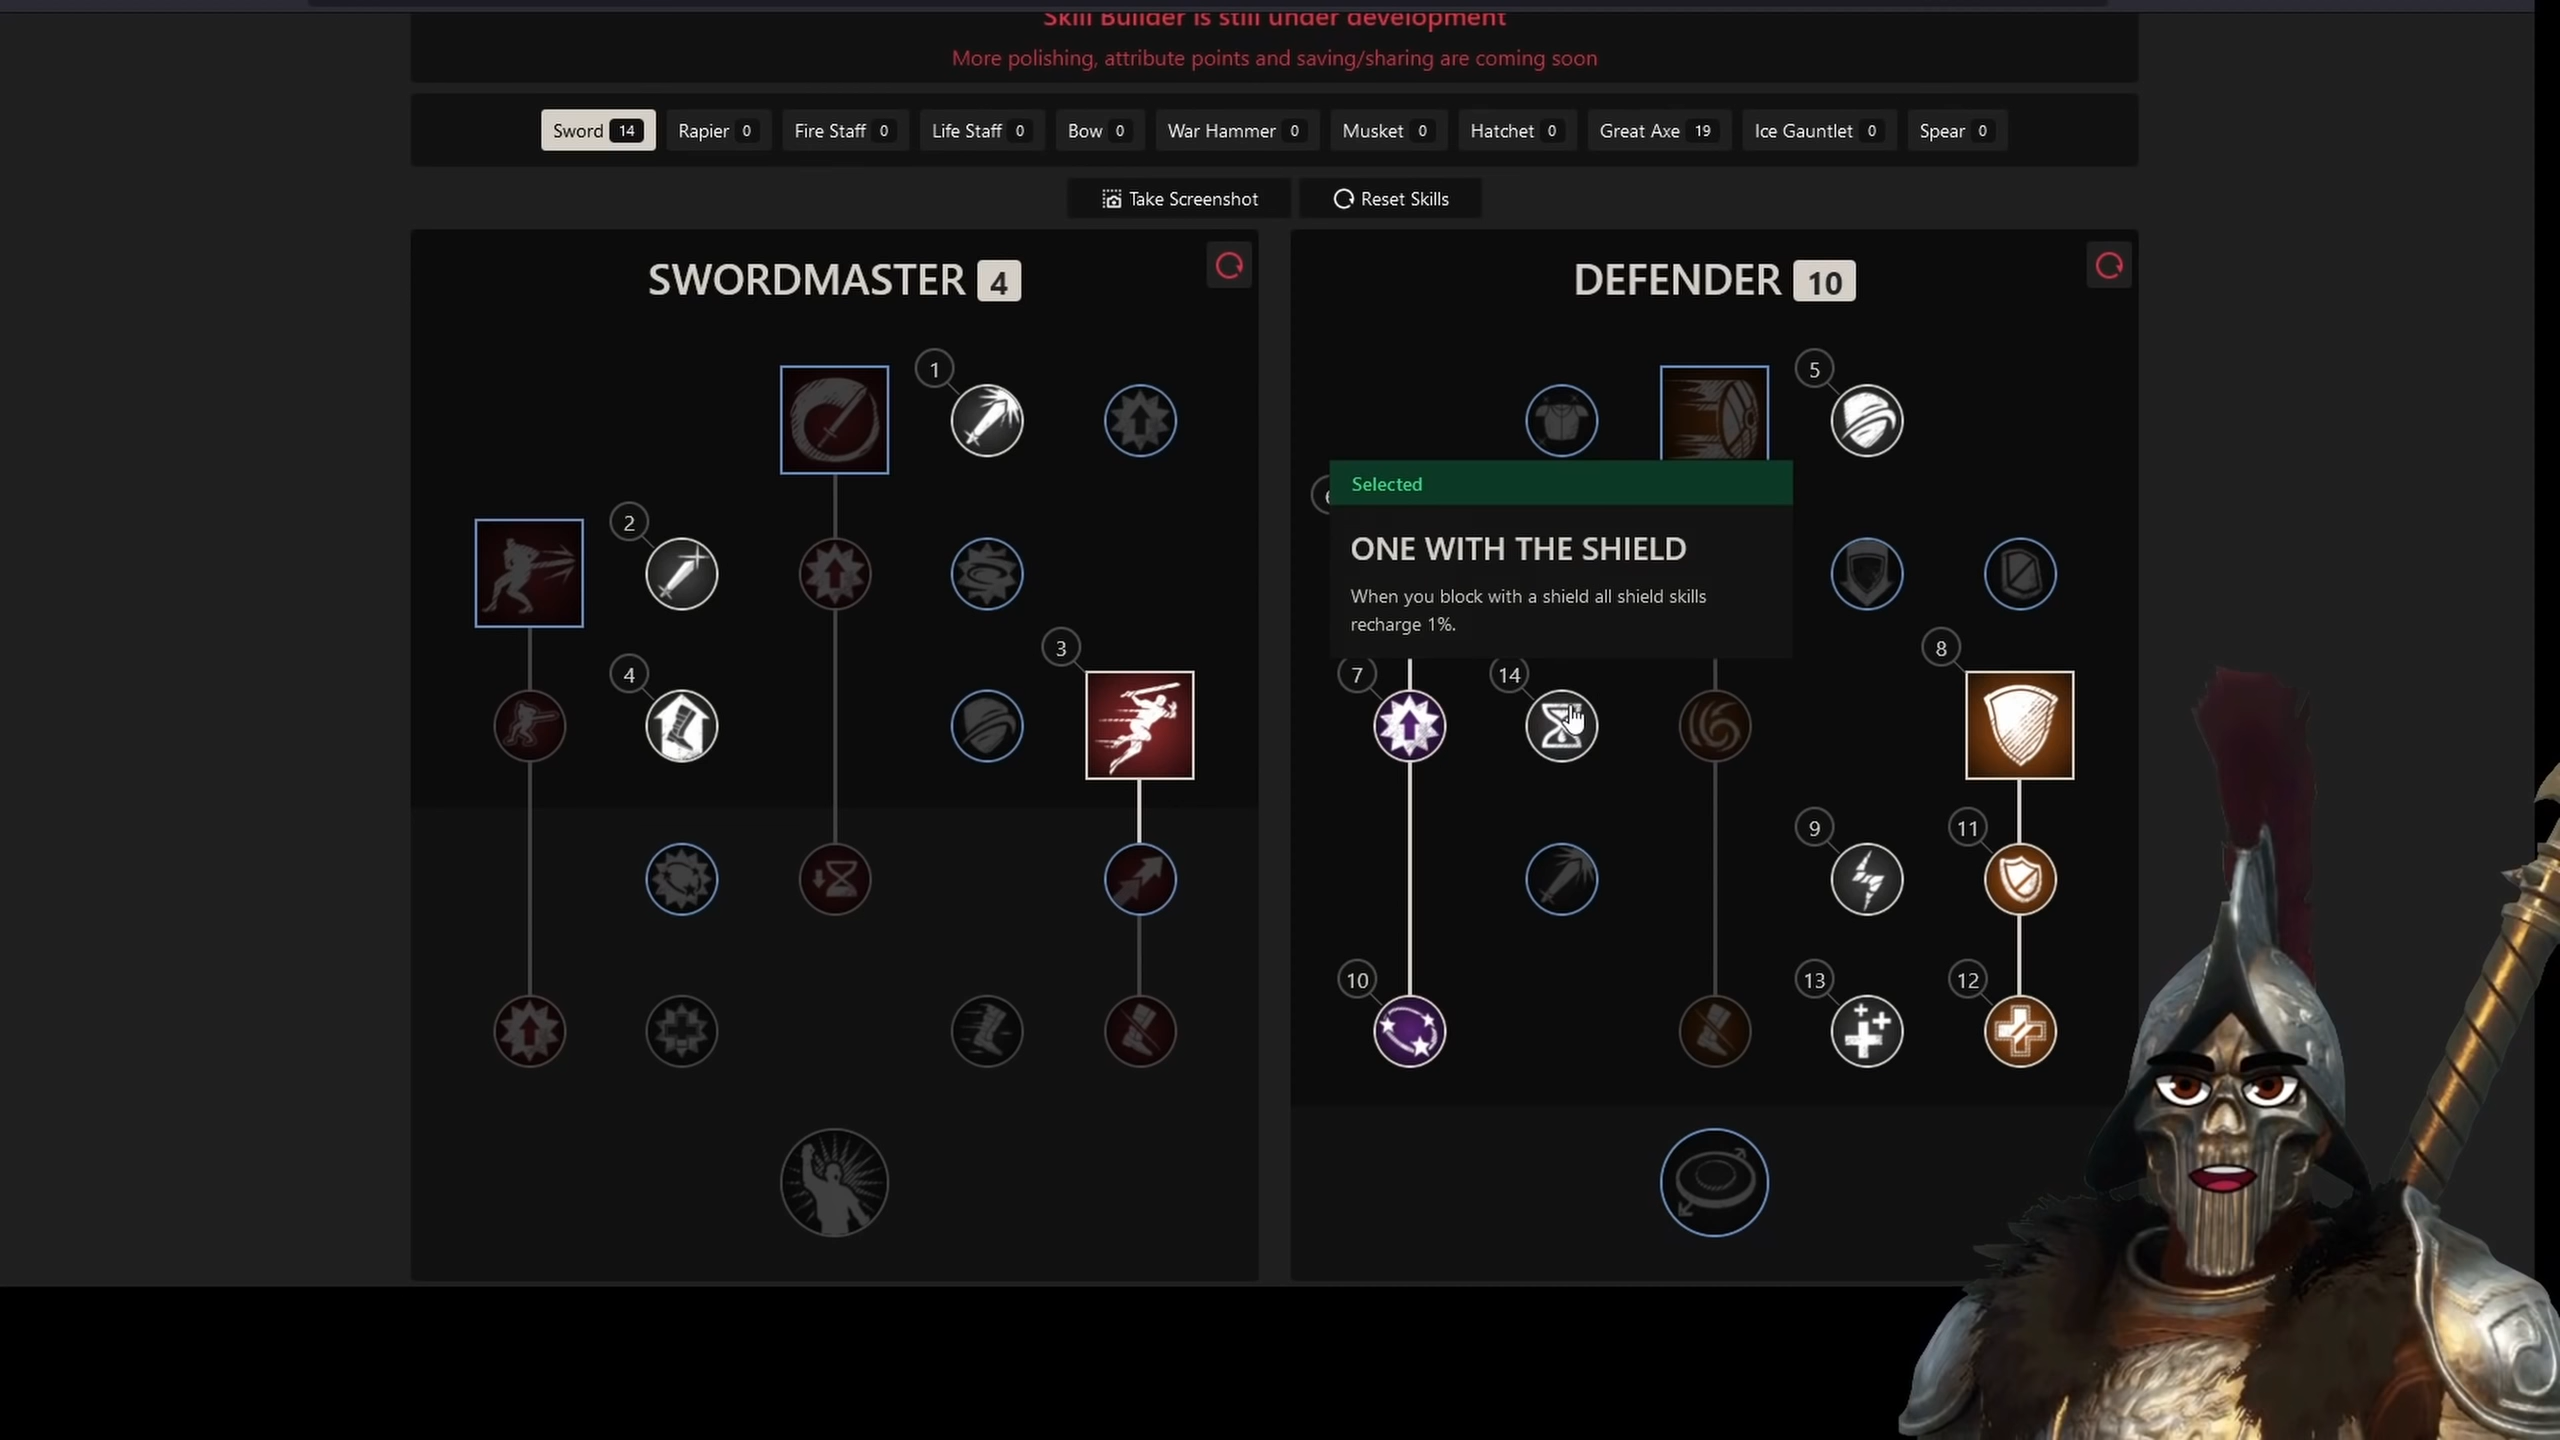 Skill Builder is still under development
More polishing, attribute points and saving/sharing are coming soon
Sword 14 Rapier 0 Fire Staff 0 Life Staff 0 Bow 0 War Hammer 0 Musket 0 Hatchet 0 Great Axe 19 Ice Gauntlet 0 Spear 0
Take Screenshot Reset Skills
SWORDMASTER 4
1
2
3
4
DEFENDER 10
5
Selected
ONE WITH THE SHIELD
When you block with a shield all shield skills
recharge 1%.
7
14
8
9
11
10
13
12